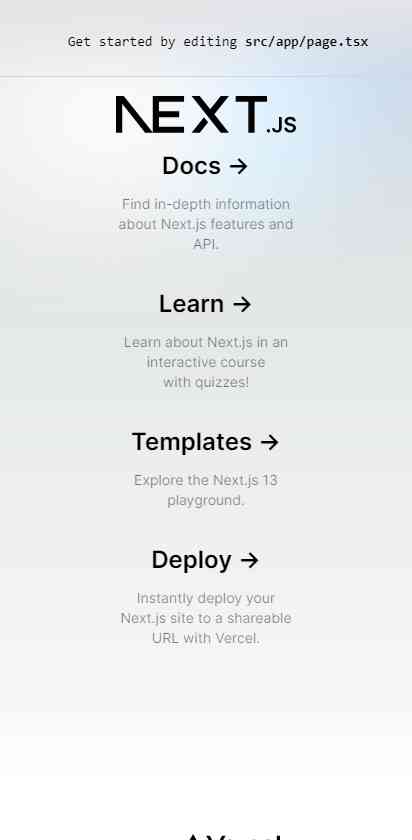 Get started by editing src/app/page.tsx
NEXT.JS
Docs →
Find in-depth information
about Next.js features and
API.
Learn →
Learn about Next.js in an
interactive course
with quizzes!
Templates →
Explore the Next.js 13
playground.
Deploy →
Instantly deploy your
Next.js site to a shareable
URL with Vercel.